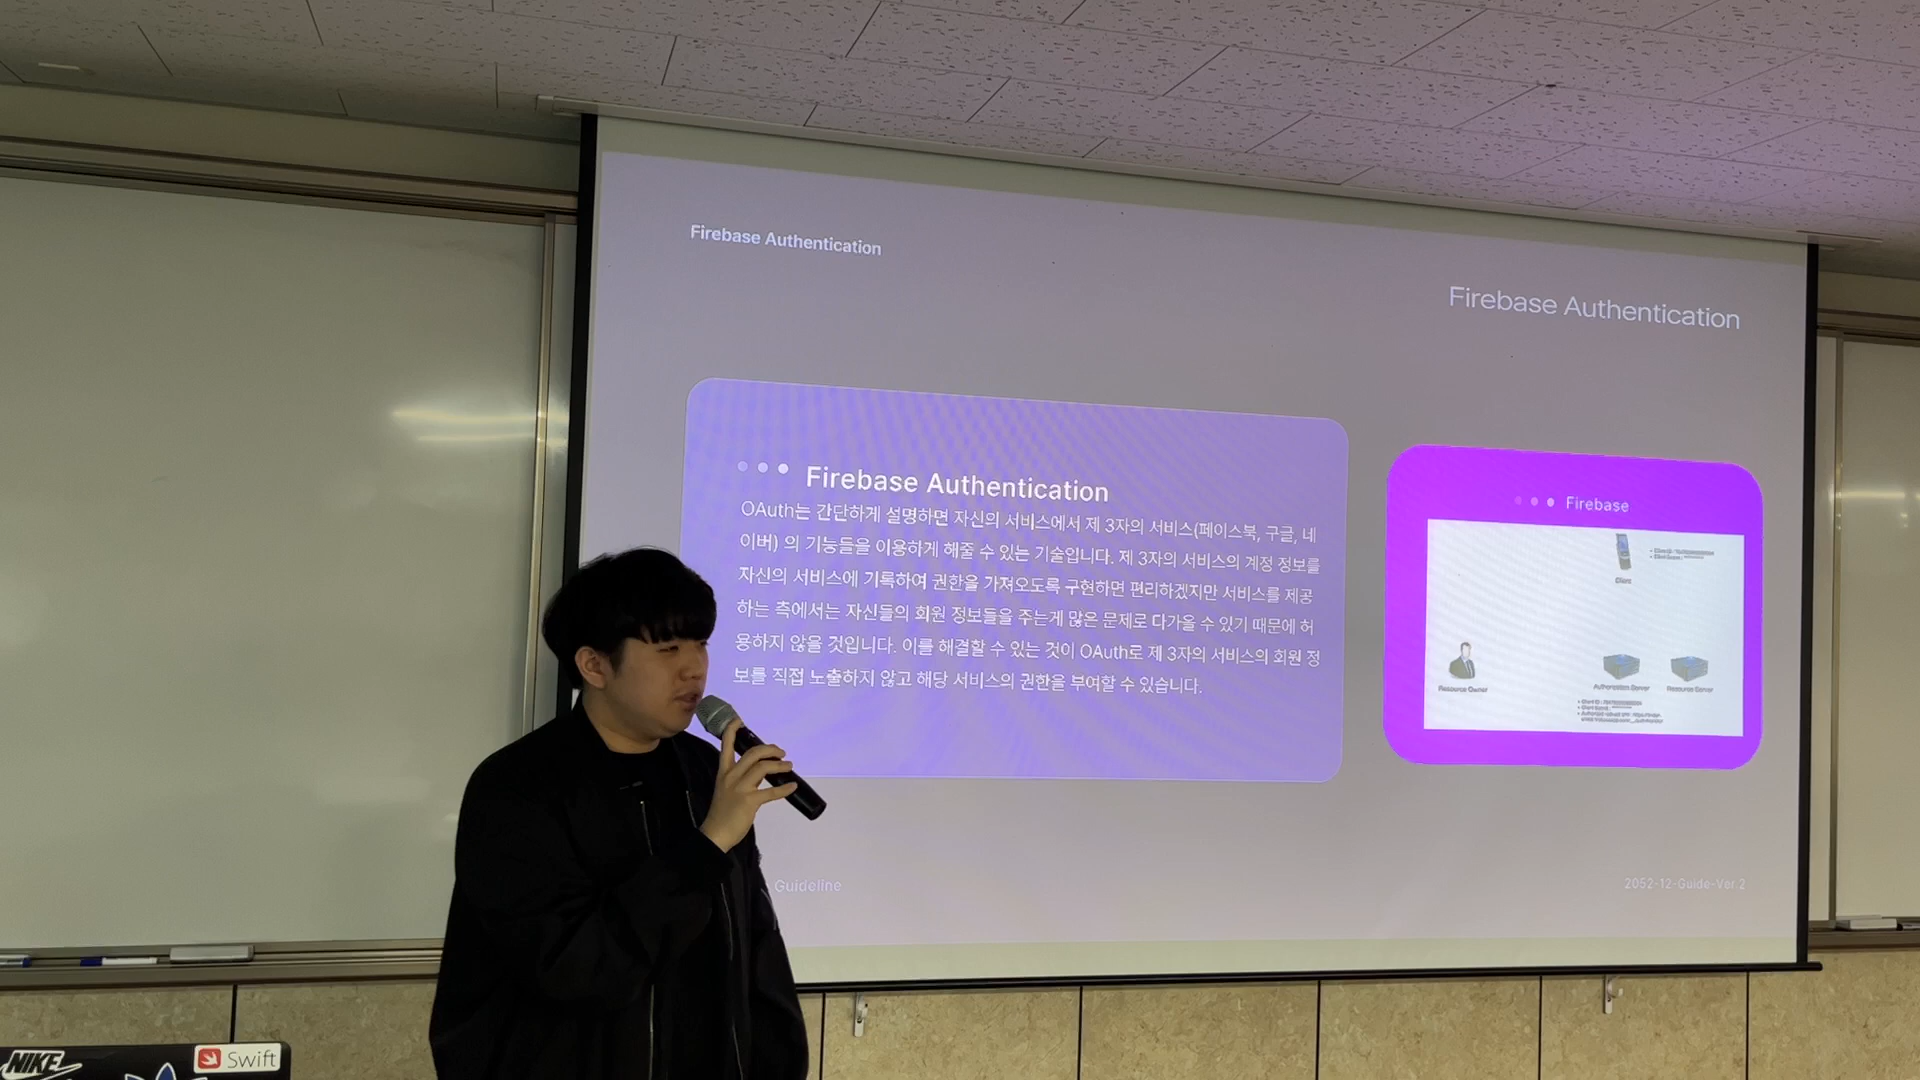 Firebase Authentication
Firebase Authentication
Firebase Authentication
OAuth는 간단하게 설명하면 자신의 서비스에서 제 3자의 서비스(페이스북, 구글, 네
이버) 의 기능들을 이용하게 해줄 수 있는 기술입니다. 제 3자의 서비스의 계정 정보를
자신의 서비스에 기록하여 권한을 가져오도록 구현하면 편리하겠지만 서비스를 제공
하는 측에서는 자신들의 회원 정보들을 주는게 많은 문제로 다가올 수 있기 때문에 허
용하지 않을 것입니다. 이를 해결할 수 있는 것이 OAuth로 제 3자의 서비스의 회원 정
보를 직접 노출하지 않고 해당 서비스의 권한을 부여할 수 있습니다.
Firebase
Client
Resource Owner
Authorization Server
Resource Server
Guideline
2052-12-Guide-Ver.2
NIKE
Swift